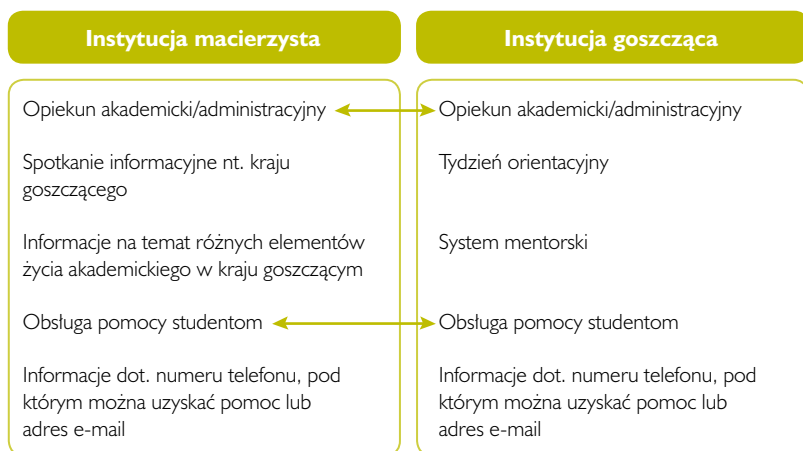 Instytucja macierzysta
Opiekun akademicki/administracyjny
Spotkanie informacyjne nt. kraju
goszczącego
Informacje na temat różnych elementów
życia akademickiego w kraju goszczącym
Obsługa pomocy studentom
Informacje dot. numeru telefonu, pod
którym można uzyskać pomoc lub
adres e-mail
Instytucja goszcząca
Opiekun akademicki/administracyjny
Tydzień orientacyjny
System mentorski
Obsługa pomocy studentom
Informacje dot. numeru telefonu, pod
którym można uzyskać pomoc lub
adres e-mail